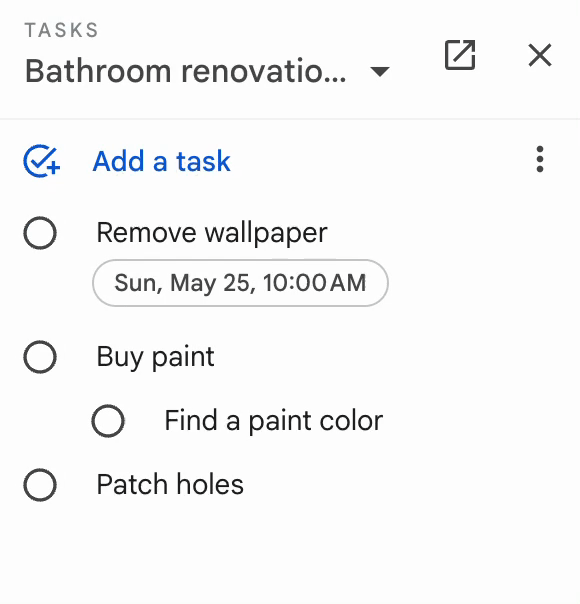 TASKS
Bathroom renovatio...
Add a task
Remove wallpaper
Sun, May 25, 10:00 AM
Buy paint
Find a paint color
Patch holes